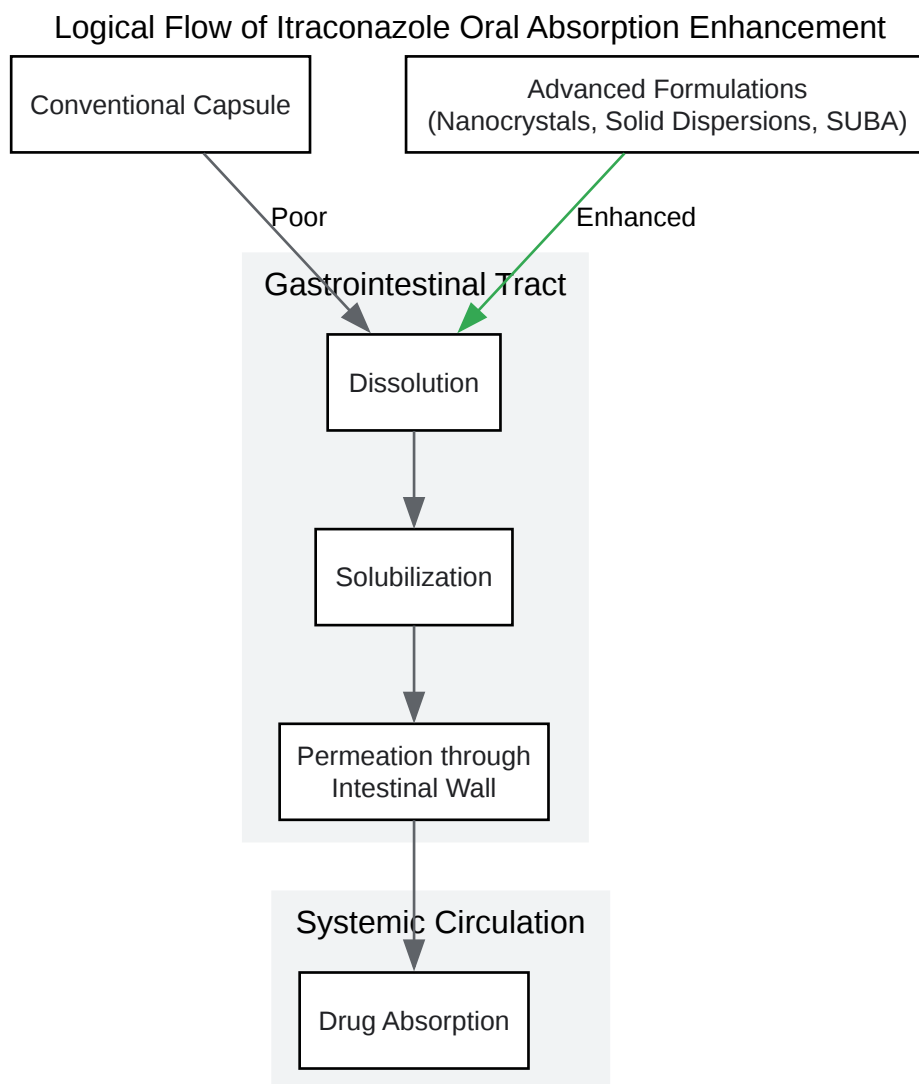 Logical Flow of Itraconazole Oral Absorption Enhancement
Conventional Capsule
Advanced Formulations
(Nanocrystals, Solid Dispersions, SUBA)
Poor
Enhanced
Gastrointestinal Tract
Dissolution
Solubilization
Permeation through
Intestinal Wall
Systemic Circulation
Drug Absorption